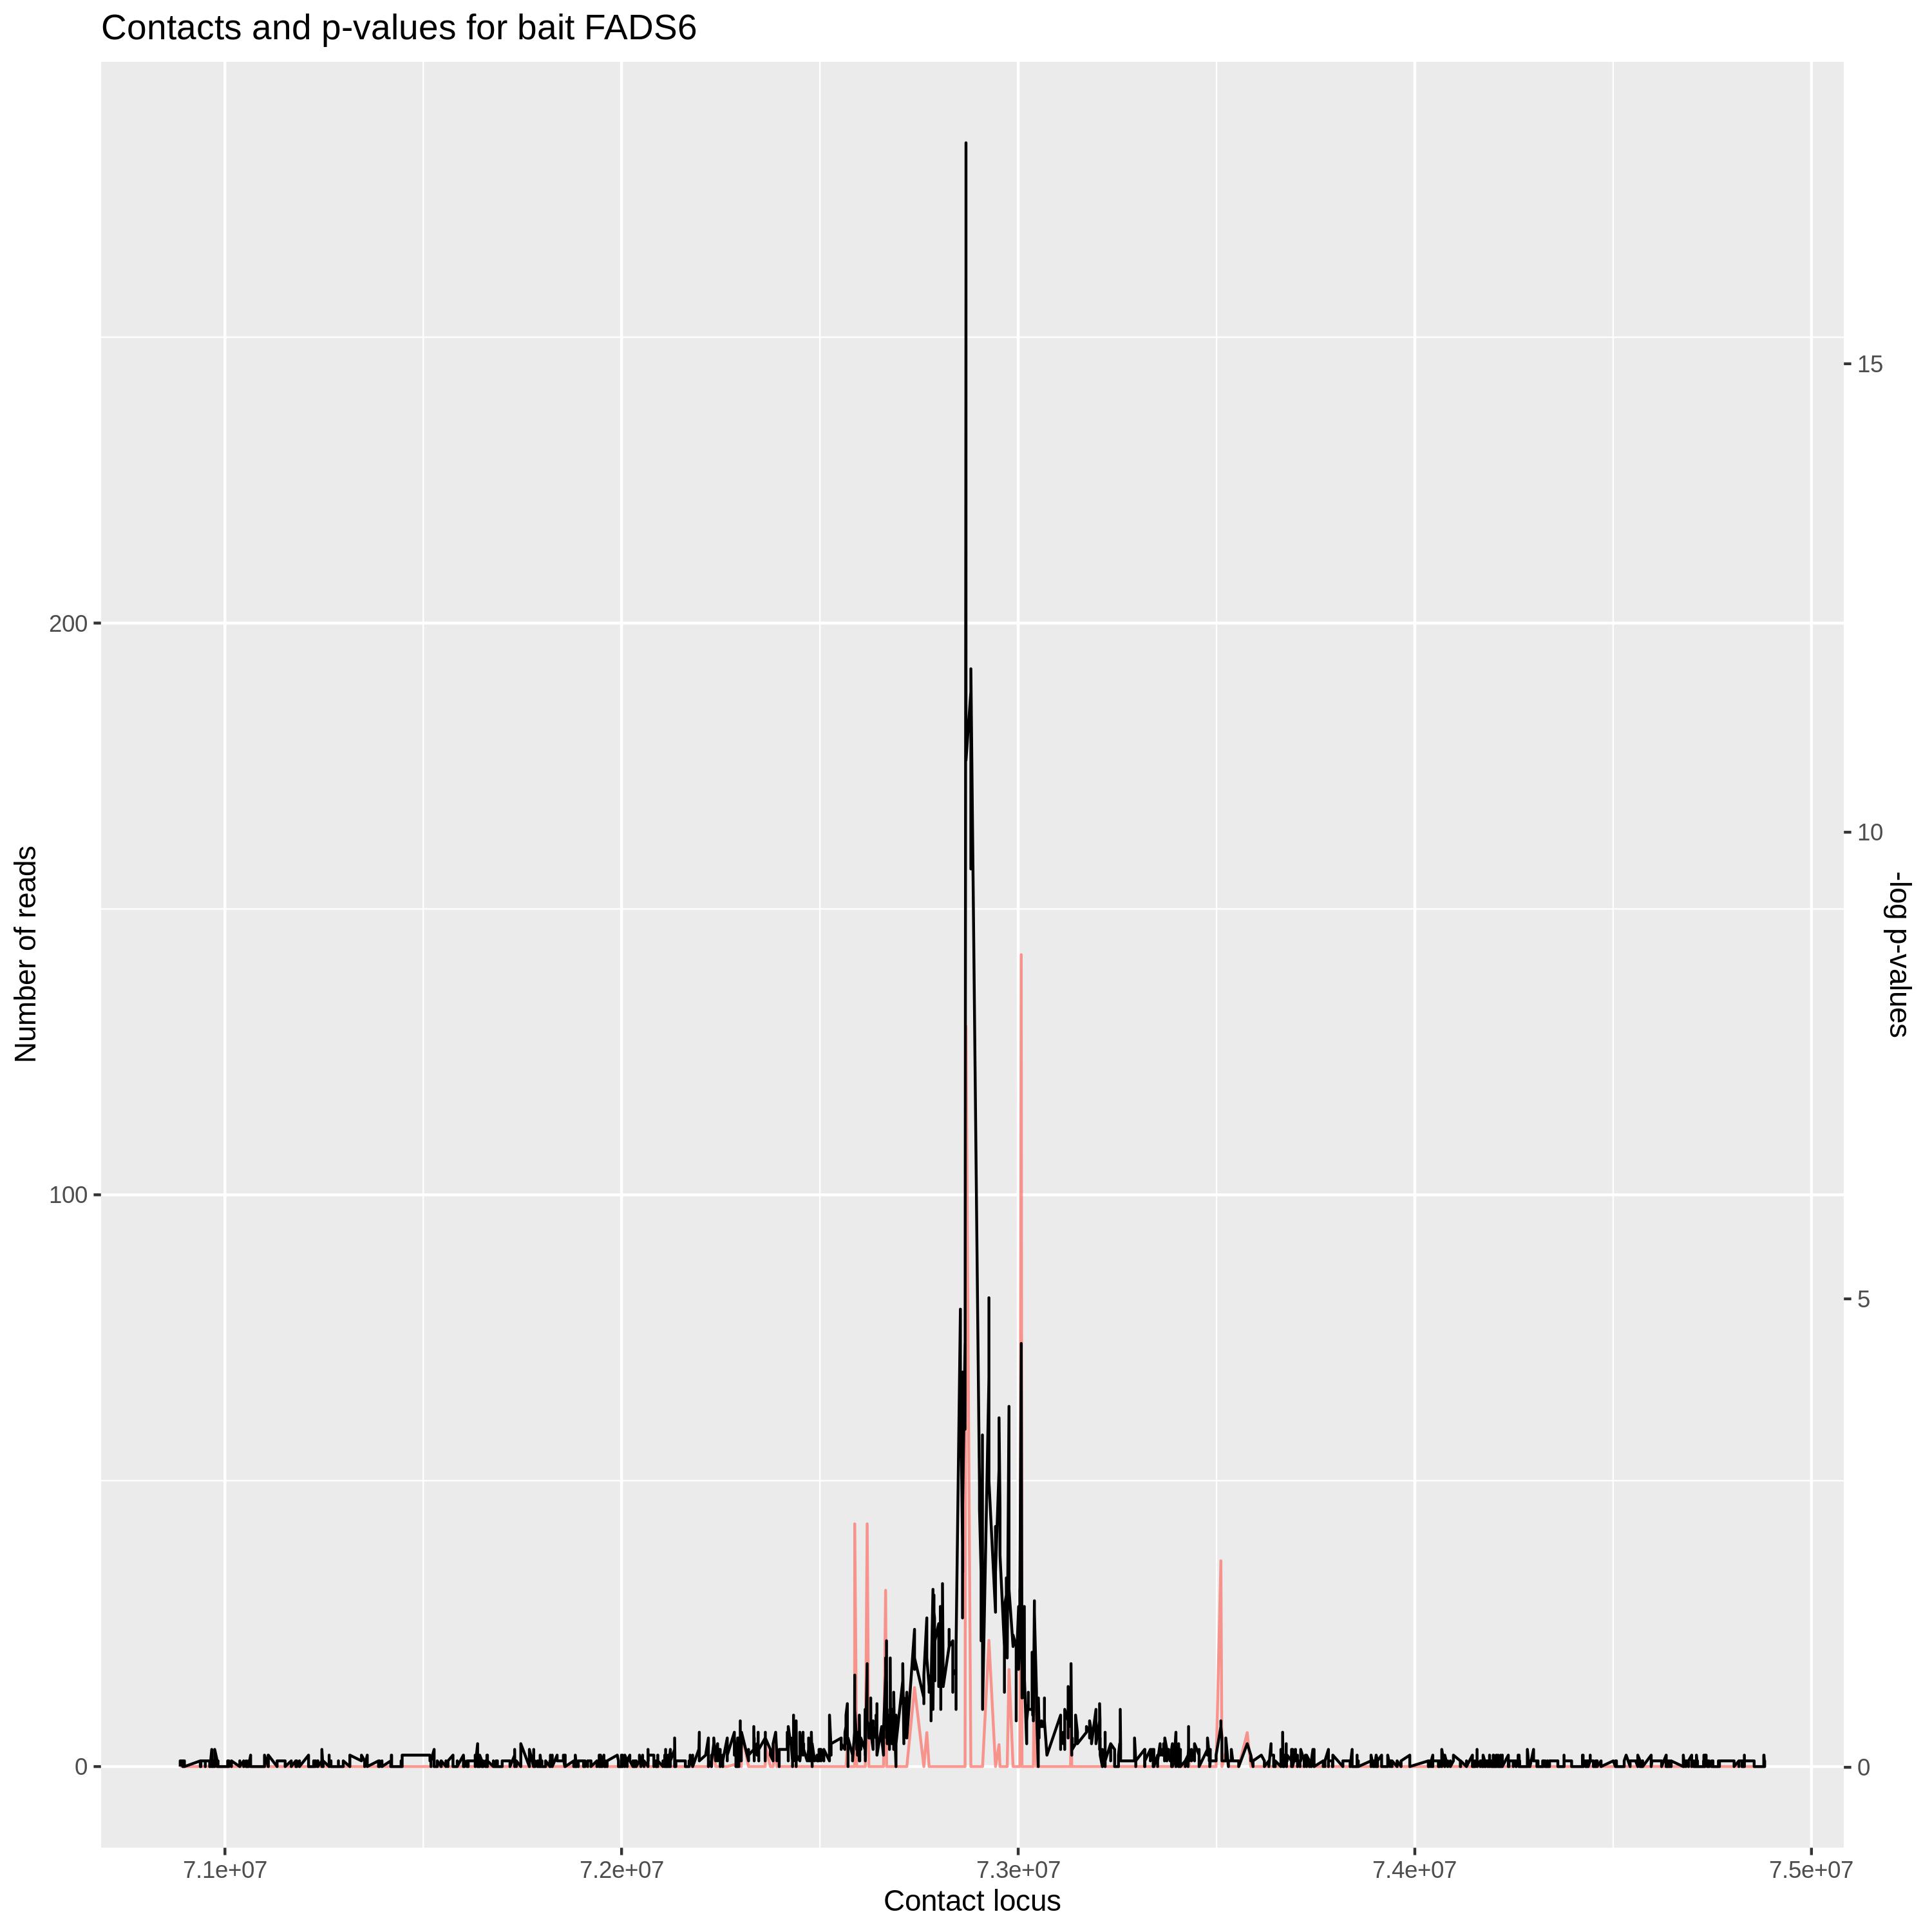 Contacts and p-values for bait FADS6
Number of reads
200
100
0
15
10
5
0
-log p-values
7.1e+07
7.2e+07
7.3e+07
7.4e+07
7.5e+07
Contact locus